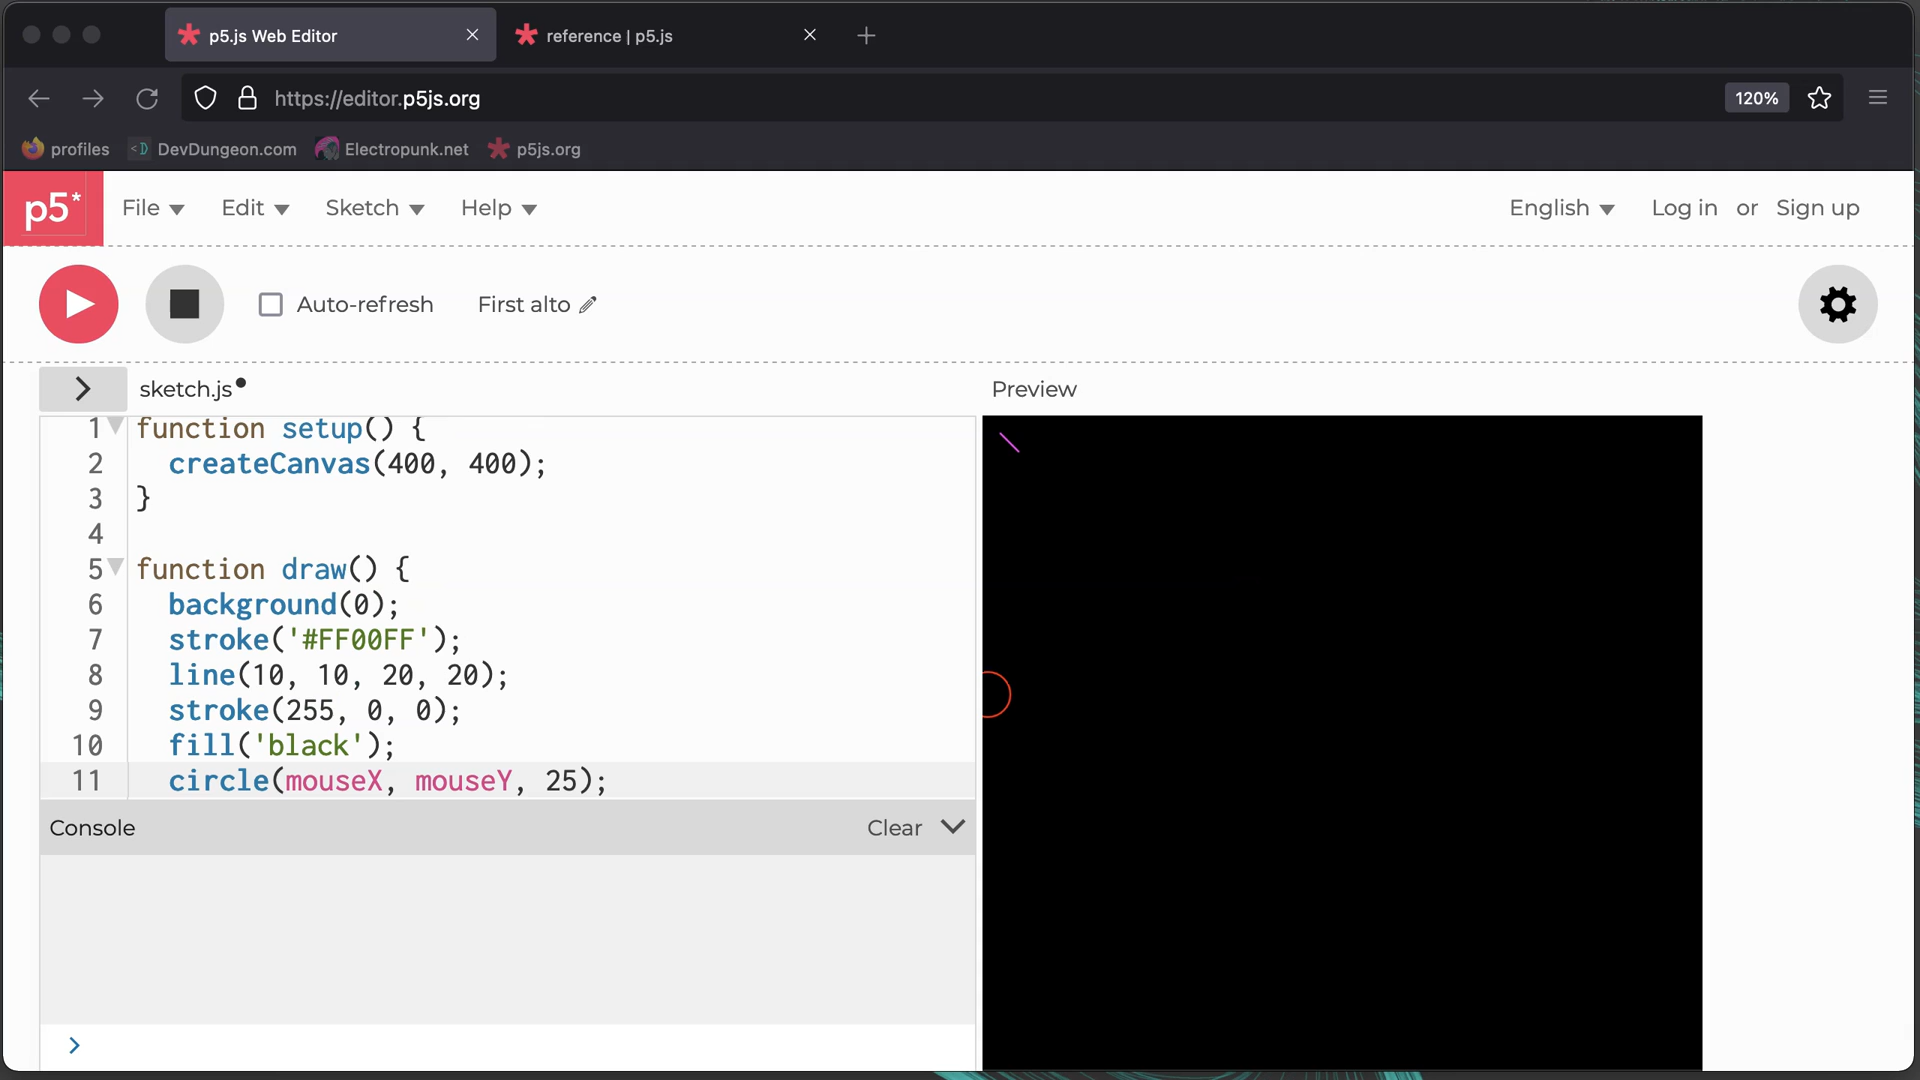 p5.js Web Editor
reference | p5.js
https://editor.p5js.org
120%
profiles
<D DevDungeon.com
Electropunk.net
p5js.org
p5*
File
Edit
Sketch
Help
English
Log in or Sign up
Auto-refresh
First alto
> sketch.js
Preview
1 function setup() {
2 createCanvas(400, 400);
3 }
4
5 function draw() {
6 background(0);
7 stroke('#FF00FF');
8 line(10, 10, 20, 20);
9 stroke(255, 0, 0);
10 fill('black');
11 circle(mouseX, mouseY, 25);
Console
Clear
>